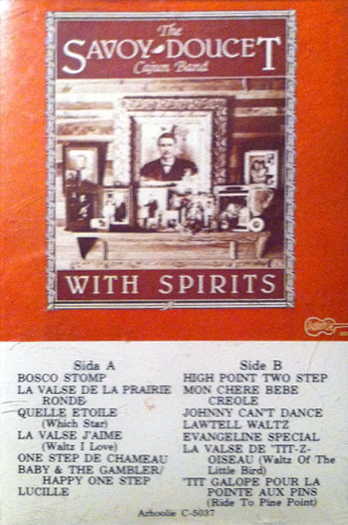 The
SAVOY-DOUCET
Cajun Band
WITH SPIRITS
Arhoolie
Sida A
BOSCO STOMP
LA VALSE DE LA PRAIRIE
RONDE
QUELLE ETOILE
(Which Star)
LA VALSE J'AIME
(Waltz I Love)
ONE STEP DE CHAMEAU
BABY & THE GAMBLER/
HAPPY ONE STEP
LUCILLE
Side B
HIGH POINT TWO STEP
MON CHERE BEBE
CREOLE
JOHNNY CAN'T DANCE
LAWTELL WALTZ
EVANGELINE SPECIAL
LA VALSE DE 'TIT-Z-
OISEAU (Waltz Of The
Little Bird)
'TIT GALOPE POUR LA
POINTE AUX PINS
(Ride To Pine Point)
Arhoolie C-5037